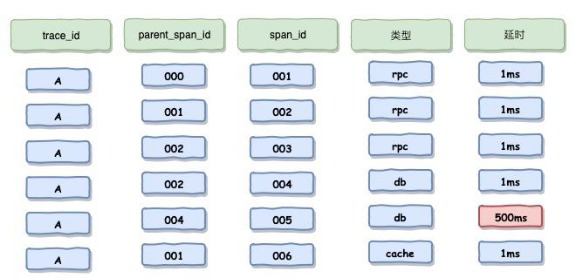 trace_id parent_span_id span_id 类型 延时
A 000 001 rpc 1ms
A 001 002 rpc 1ms
A 002 003 rpc 1ms
A 002 004 db 1ms
A 004 005 db 500ms
A 001 006 cache 1ms